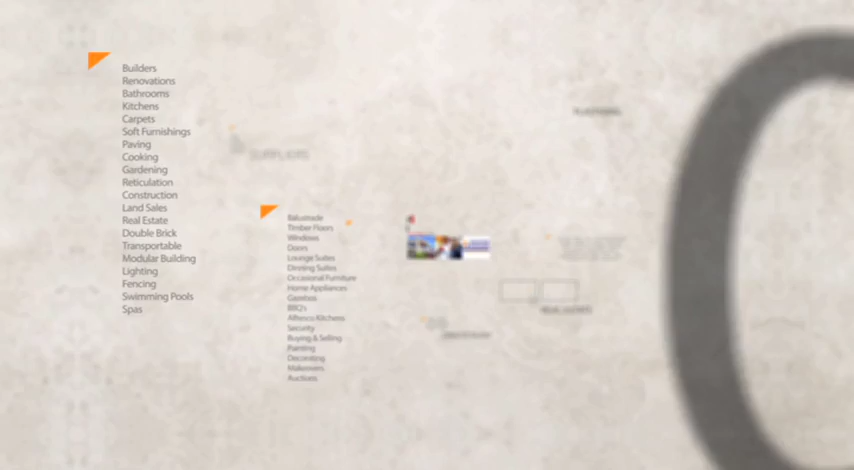 Builders
Renovations
Bathrooms
Kitchens
Carpets
Soft Furnishings
Paving
Cooking
Gardening
Reticulation
Construction
Land Sales
Real Estate
Double Brick
Transportable
Modular Building
Lighting
Fencing
Swimming Pools
Spas
Balustrade
Timber Floors
Windows
Doors
Lounge Suites
Dinning Suites
Occasional Furniture
Home Appliances
Gazebos
BBQ's
Alfresco Kitchens
Security
Buying & Selling
Painting
Decorating
Makeovers
Auctions